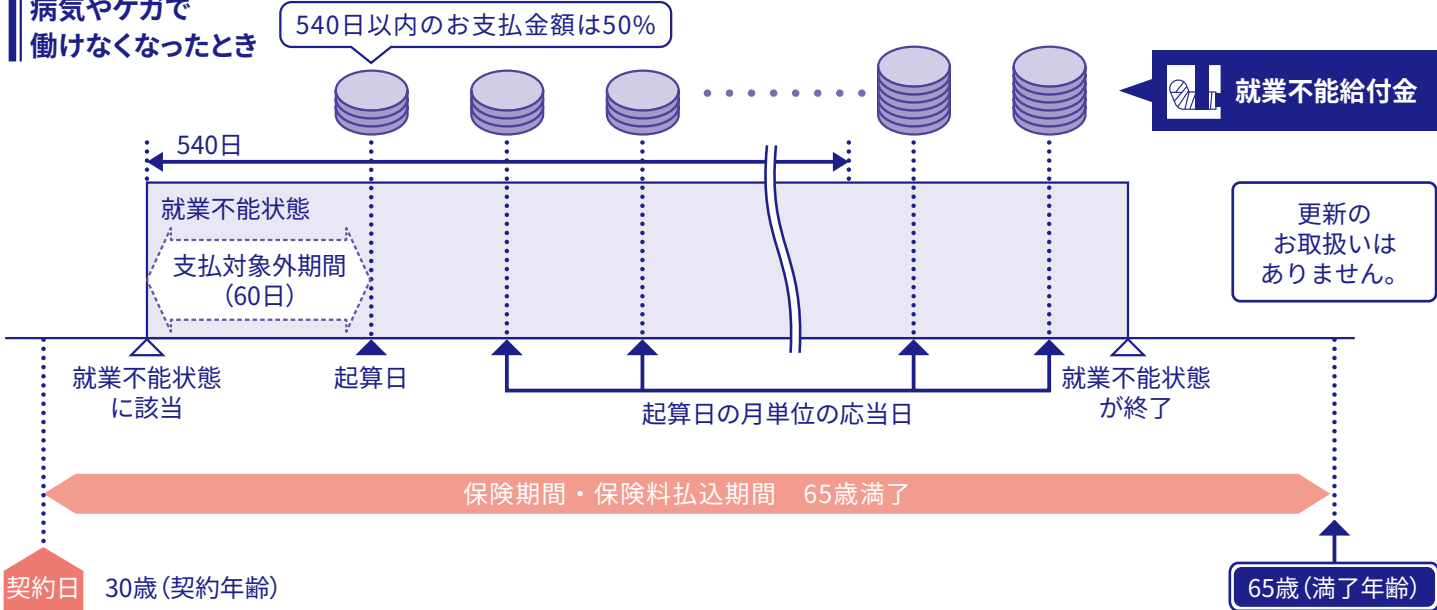 病気やケガで
働けなくなったとき
540日以内のお支払金額は50%
就業不能給付金
540日
就業不能状態
支払対象外期間
（60日）
更新の
お取扱いは
ありません。
就業不能状態
に該当
起算日
起算日の月単位の応当日
就業不能状態
が終了
保険期間・保険料払込期間　65歳満了
契約日
30歳（契約年齢）
65歳（満了年齢）